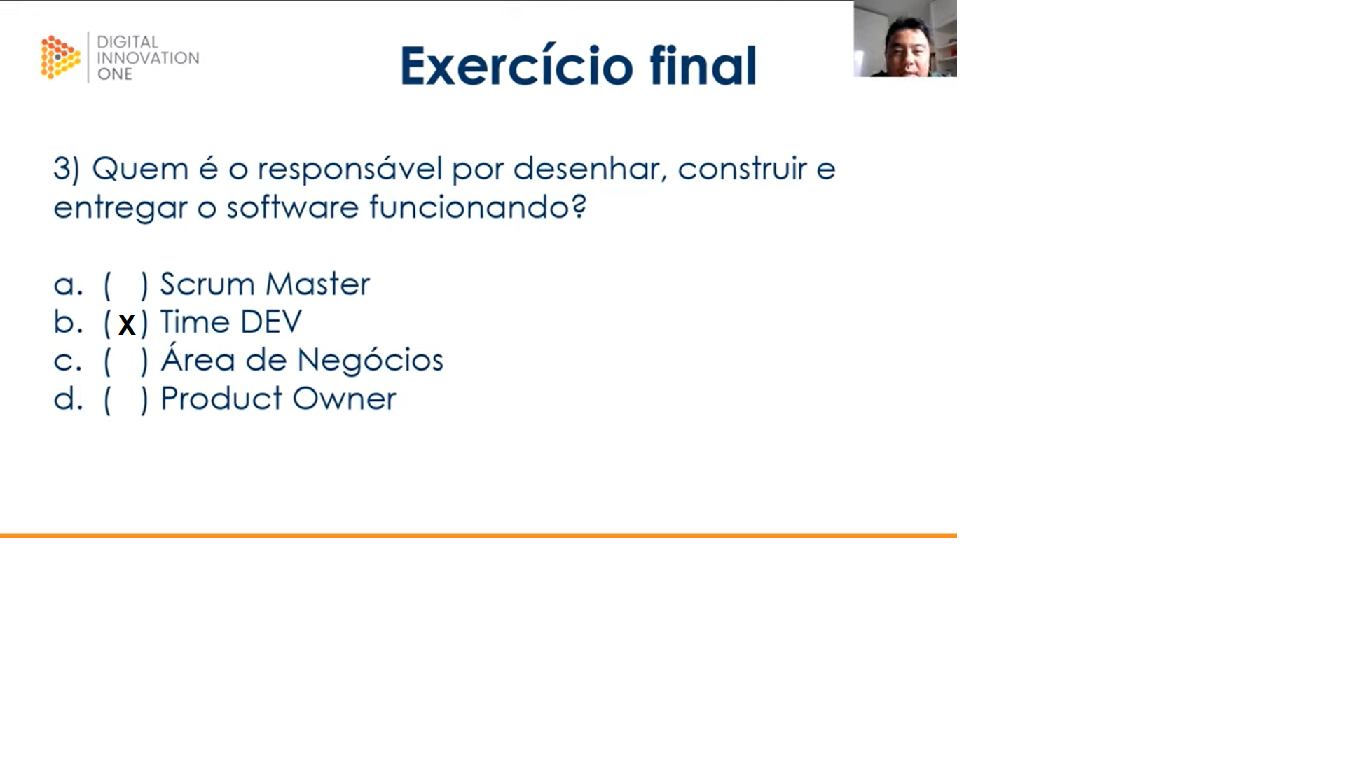 DIGITAL
INNOVATION
ONE
Exercício final
3) Quem é o responsável por desenhar, construir e
entregar o software funcionando?
a. ( ) Scrum Master
b. (X) Time DEV
c. ( ) Área de Negócios
d. ( ) Product Owner